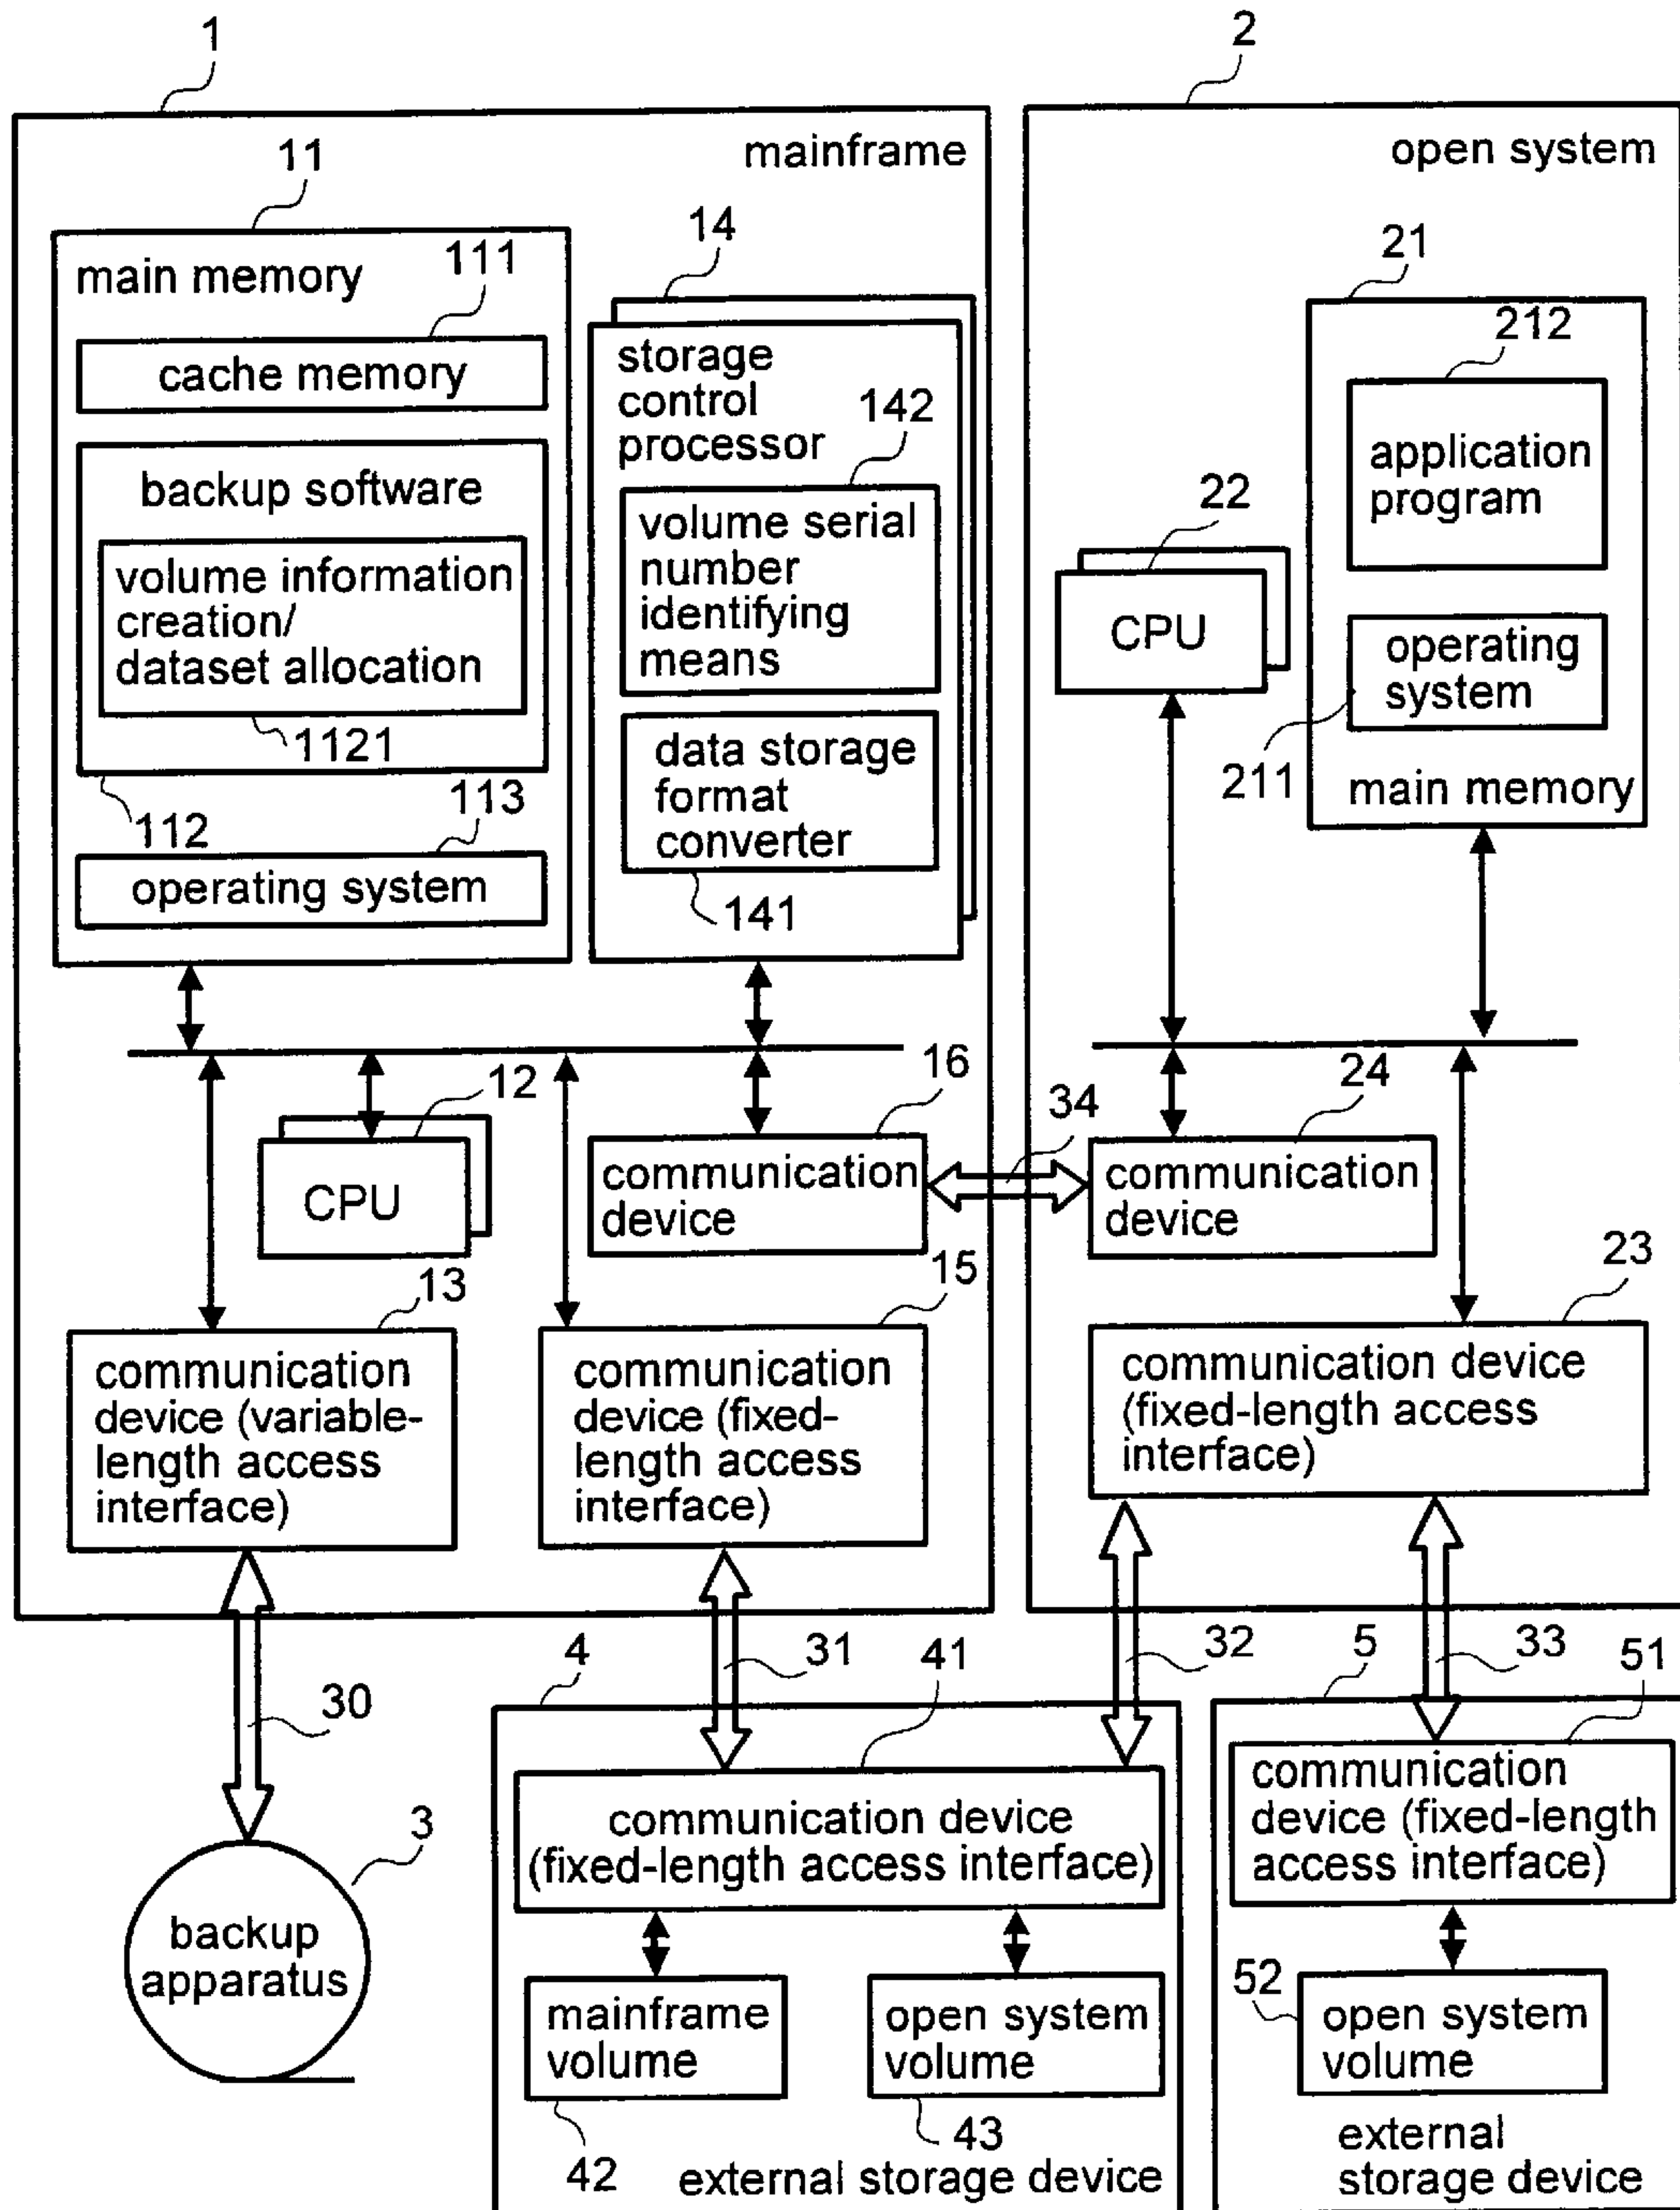 1
2
mainframe
open system
11
main memory
111
cache memory
backup software
volume information
creation/
dataset allocation
1121
112
113
operating system
14
storage
control
processor
142
volume serial
number
identifying
means
data storage
format
converter
141
21
212
application
program
operating
system
211
main memory
22
CPU
12
CPU
16
communication
device
34
24
communication
device
13
communication
device (variable-
length access
interface)
15
communication
device (fixed-
length access
interface)
23
communication device
(fixed-length access
interface)
30
31
32
33
3
backup
apparatus
4
41
communication device
(fixed-length access interface)
mainframe
volume
42
open system
volume
43
external storage device
5
51
communication
device (fixed-length
access interface)
52
open system
volume
external
storage device